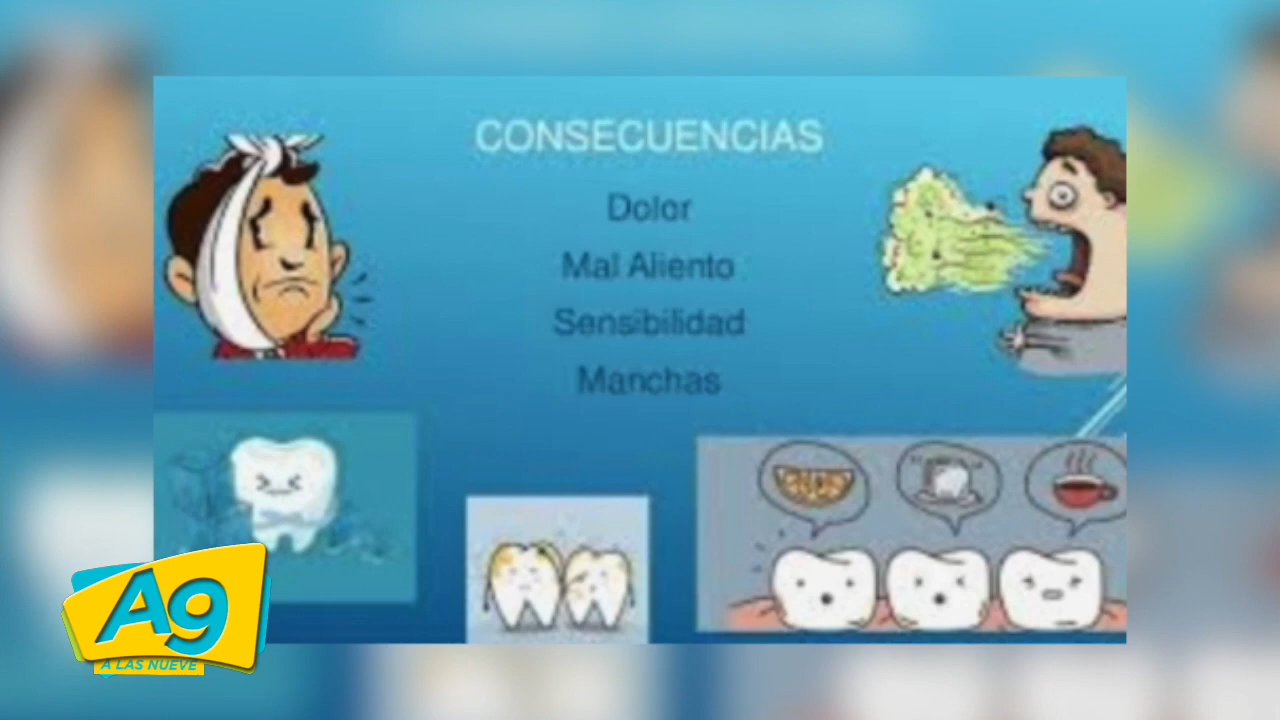 CONSECUENCIAS
Dolor
Mal Aliento
Sensibilidad
Manchas
A9
A LAS NUEVE